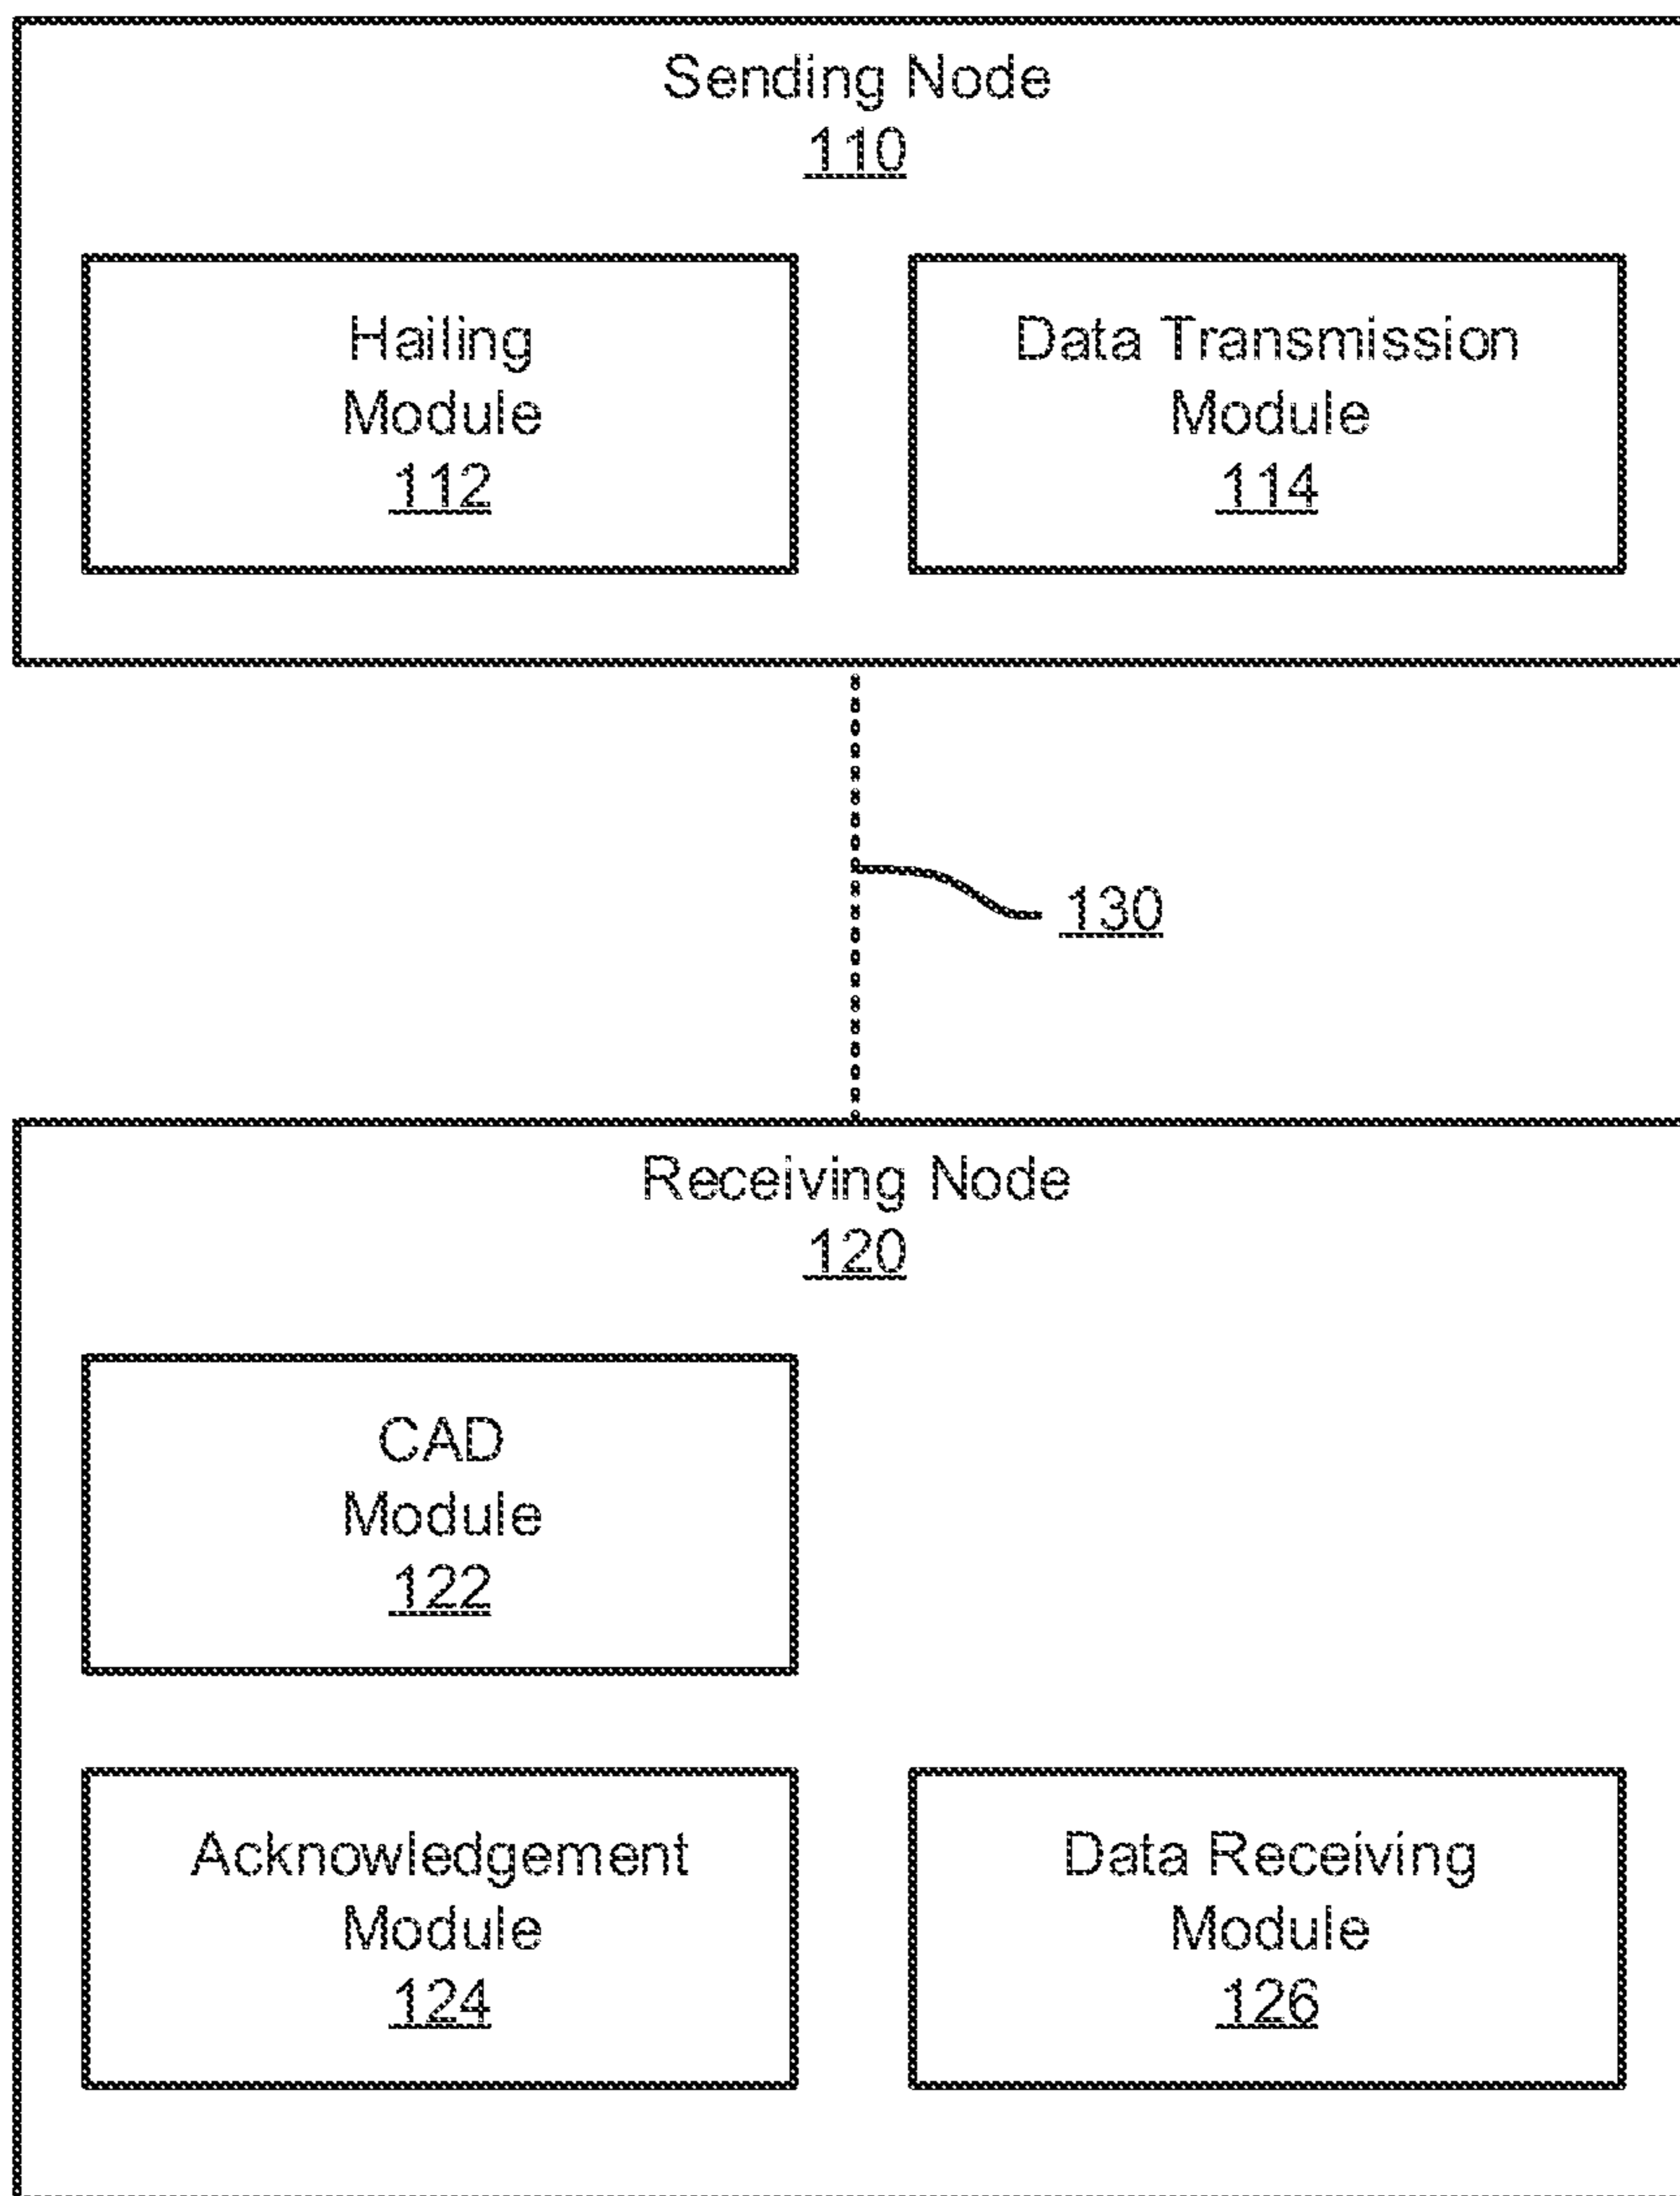 Sending Node
110
Hailing
Module
112
Data Transmission
Module
114
130
Receiving Node
120
CAD
Module
122
Acknowledgement
Module
124
Data Receiving
Module
126